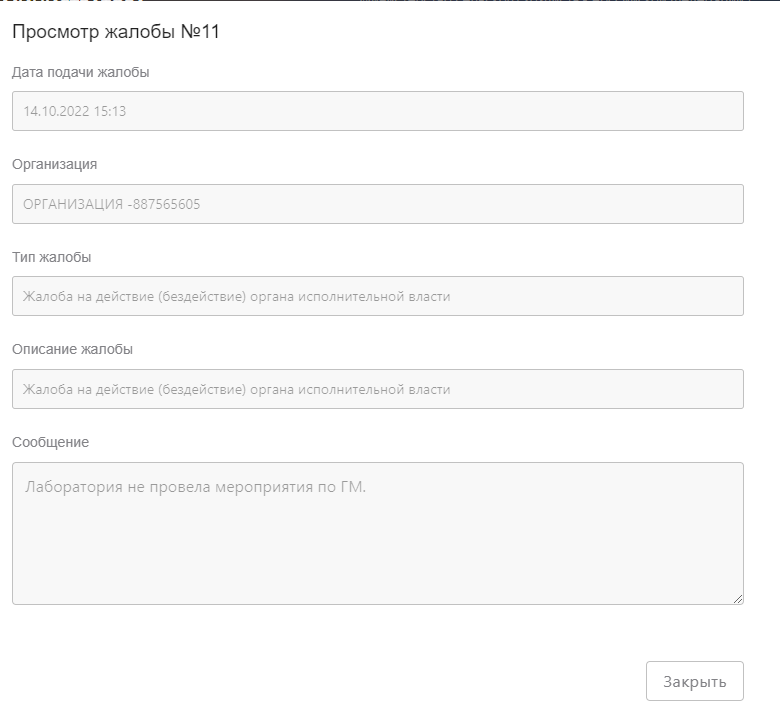 Просмотр жалобы №11
Дата подачи жалобы
14.10.2022 15:13
Организация
ОРГАНИЗАЦИЯ -887565605
Тип жалобы
Жалоба на действие (бездействие) органа исполнительной власти
Описание жалобы
Жалоба на действие (бездействие) органа исполнительной власти
Сообщение
Лаборатория не провела мероприятия по ГМ.
Закрыть